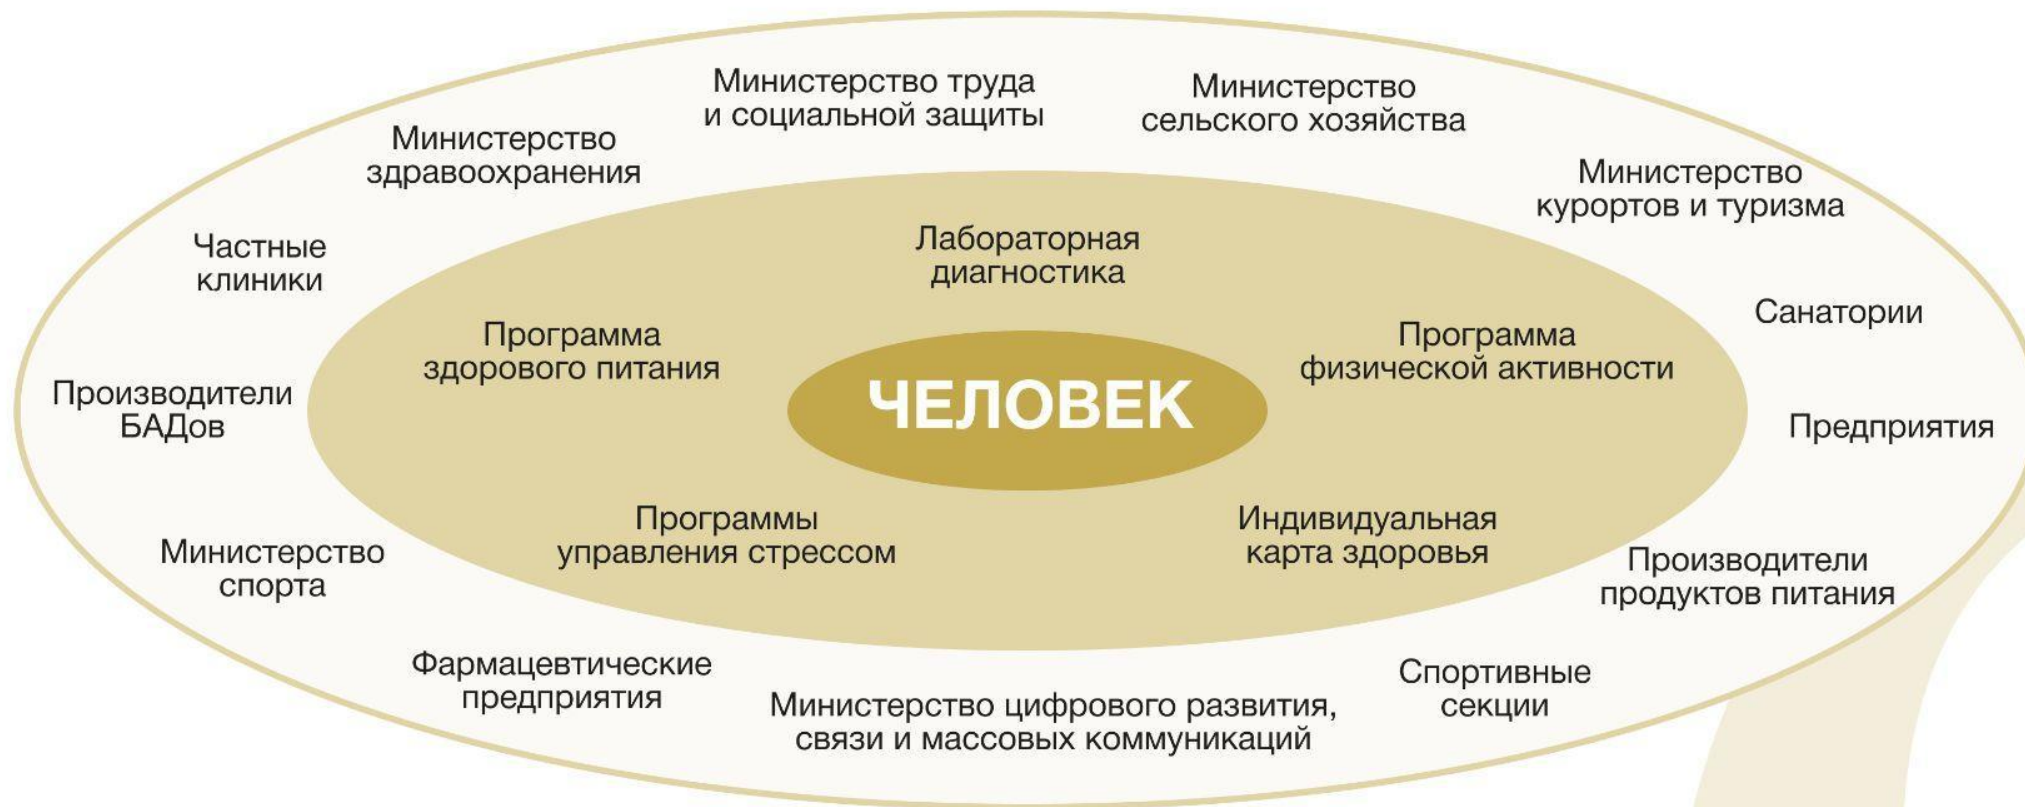 Министерство труда
и социальной защиты
Министерство
сельского хозяйства
Министерство
здравоохранения
Министерство
курортов и туризма
Частные
клиники
Лабораторная
диагностика
Санатории
Программа
здорового питания
Программа
физической активности
Производители
БАДов
ЧЕЛОВЕК
Предприятия
Программы
управления стрессом
Индивидуальная
карта здоровья
Министерство
спорта
Производители
продуктов питания
Фармацевтические
предприятия
Министерство цифрового развития,
связи и массовых коммуникаций
Спортивные
секции